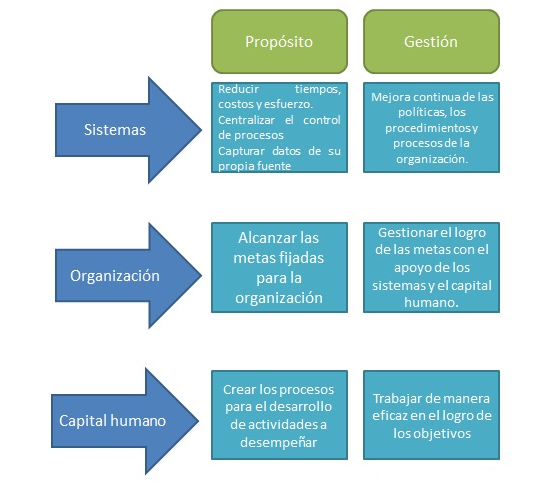 Propósito
Gestión
Sistemas
Reducir tiempos,
costos y esfuerzo.
Centralizar el control
de procesos
Capturar datos de su
propia fuente
Mejora continua de las
políticas, los
procedimientos y
procesos de la
organización.
Organización
Alcanzar las
metas fijadas
para la
organización
Gestionar el logro
de las metas con el
apoyo de los
sistemas y el capital
humano.
Capital humano
Crear los procesos
para el desarrollo
de actividades a
desempeñar
Trabajar de manera
eficaz en el logro de
los objetivos